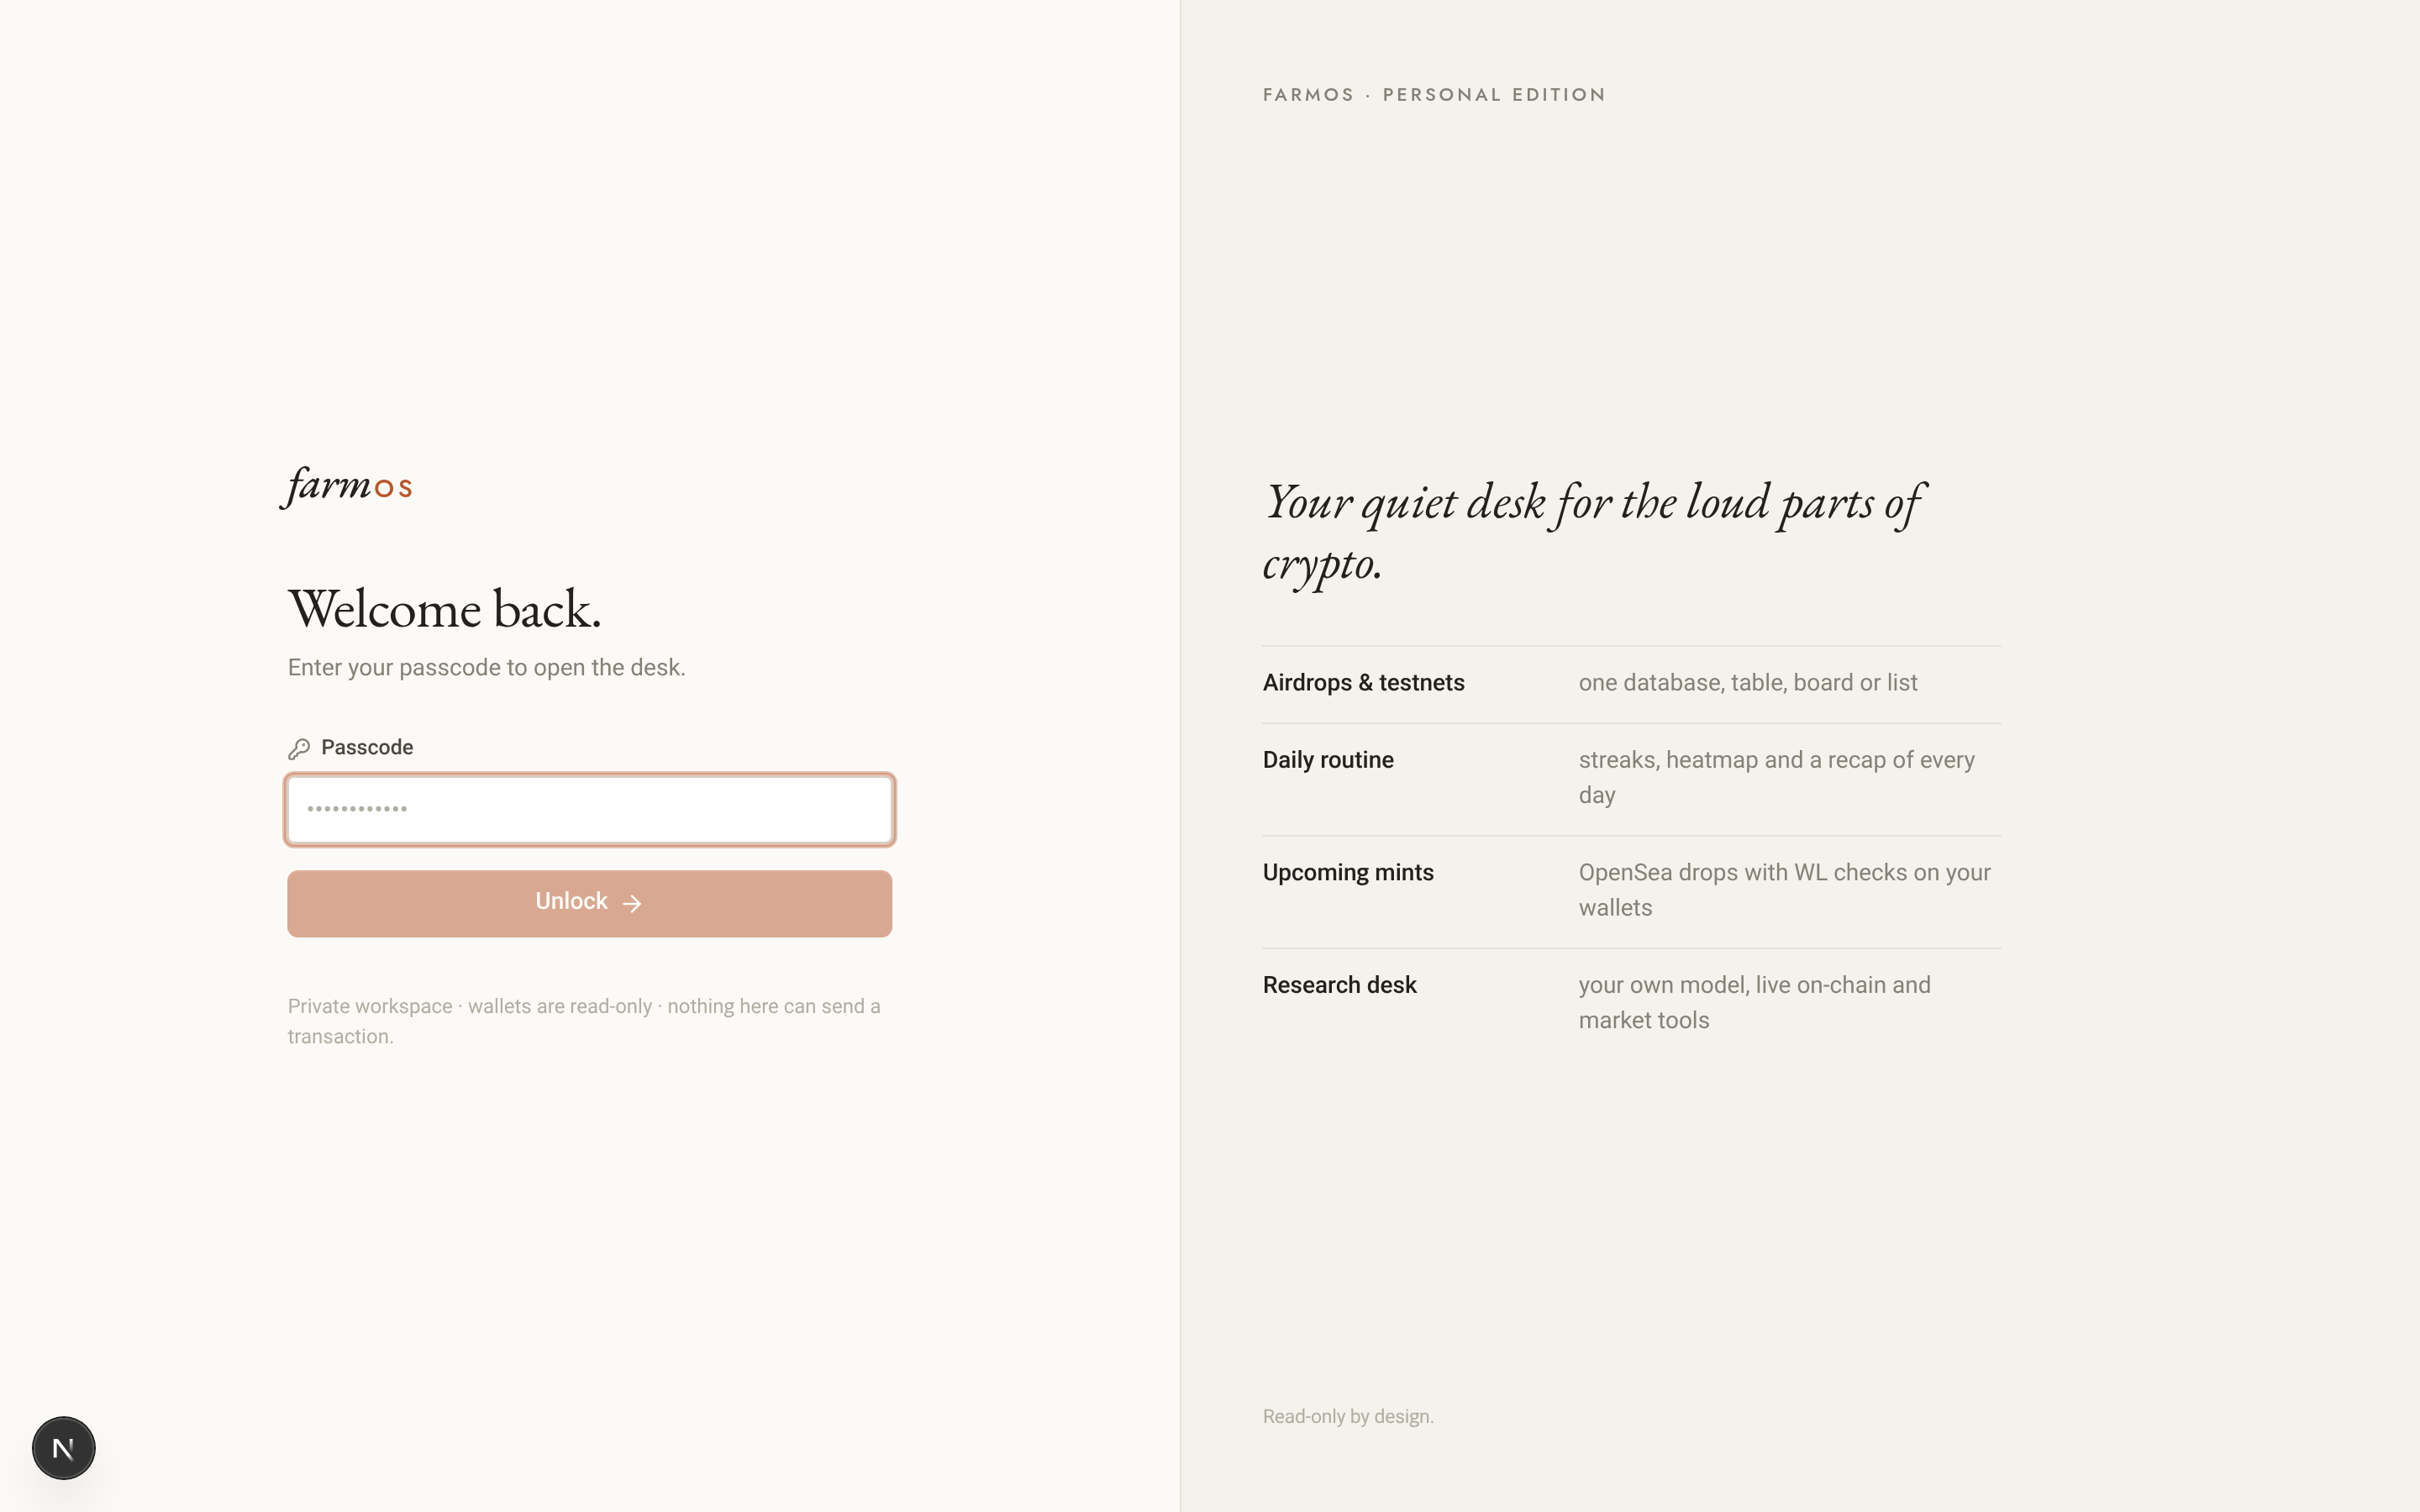 farmos
Welcome back.
Enter your passcode to open the desk.
Passcode
••••••••••••
Unlock →
Private workspace · wallets are read-only · nothing here can send a
transaction.
N
FARMOS · PERSONAL EDITION
Your quiet desk for the loud parts of
crypto.
Airdrops & testnets one database, table, board or list
Daily routine streaks, heatmap and a recap of every
day
Upcoming mints OpenSea drops with WL checks on your
wallets
Research desk your own model, live on-chain and
market tools
Read-only by design.